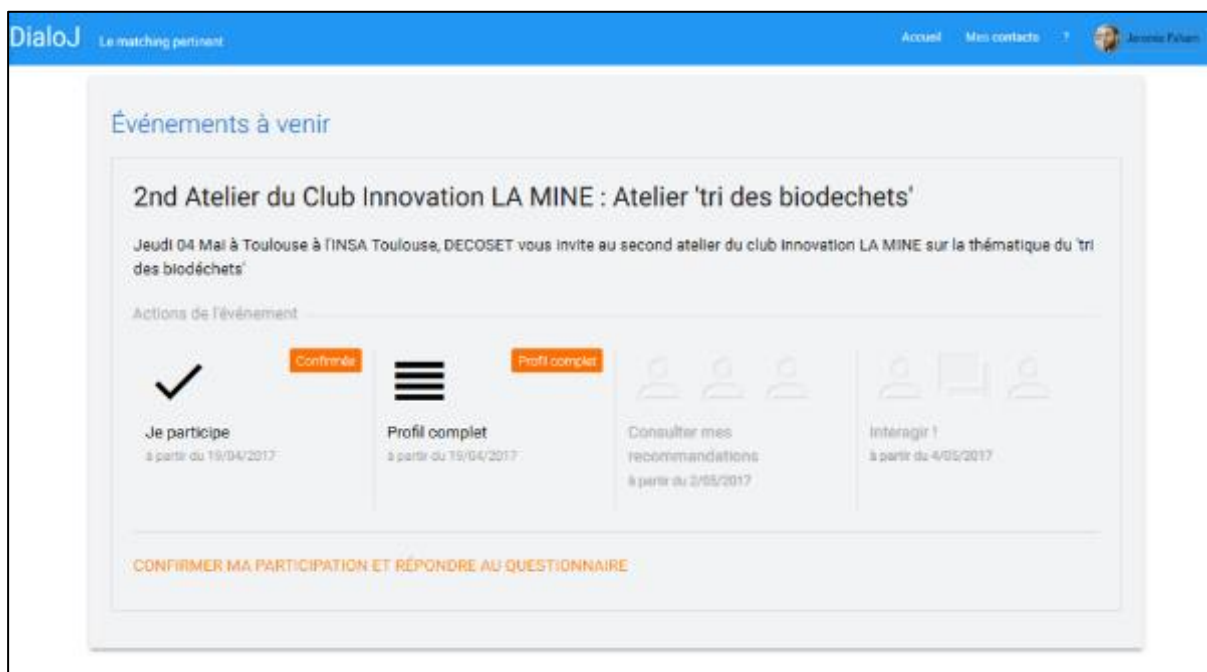 DialoJ Le matching pertinent Accueil Mes contacts ?
Événements à venir
2nd Atelier du Club Innovation LA MINE : Atelier 'tri des biodechets'
Jeudi 04 Mai à Toulouse à l'INSA Toulouse, DECOSET vous invite au second atelier du club innovation LA MINE sur la thématique du 'tri
des biodéchets'
Actions de l'événement
Confirmée Profil complet
Je participe Profil complet Consulter mes Interagir !
à partir du 19/04/2017 à partir du 19/04/2017 recommandations à partir du 4/05/2017
à partir du 2/05/2017
CONFIRMER MA PARTICIPATION ET RÉPONDRE AU QUESTIONNAIRE